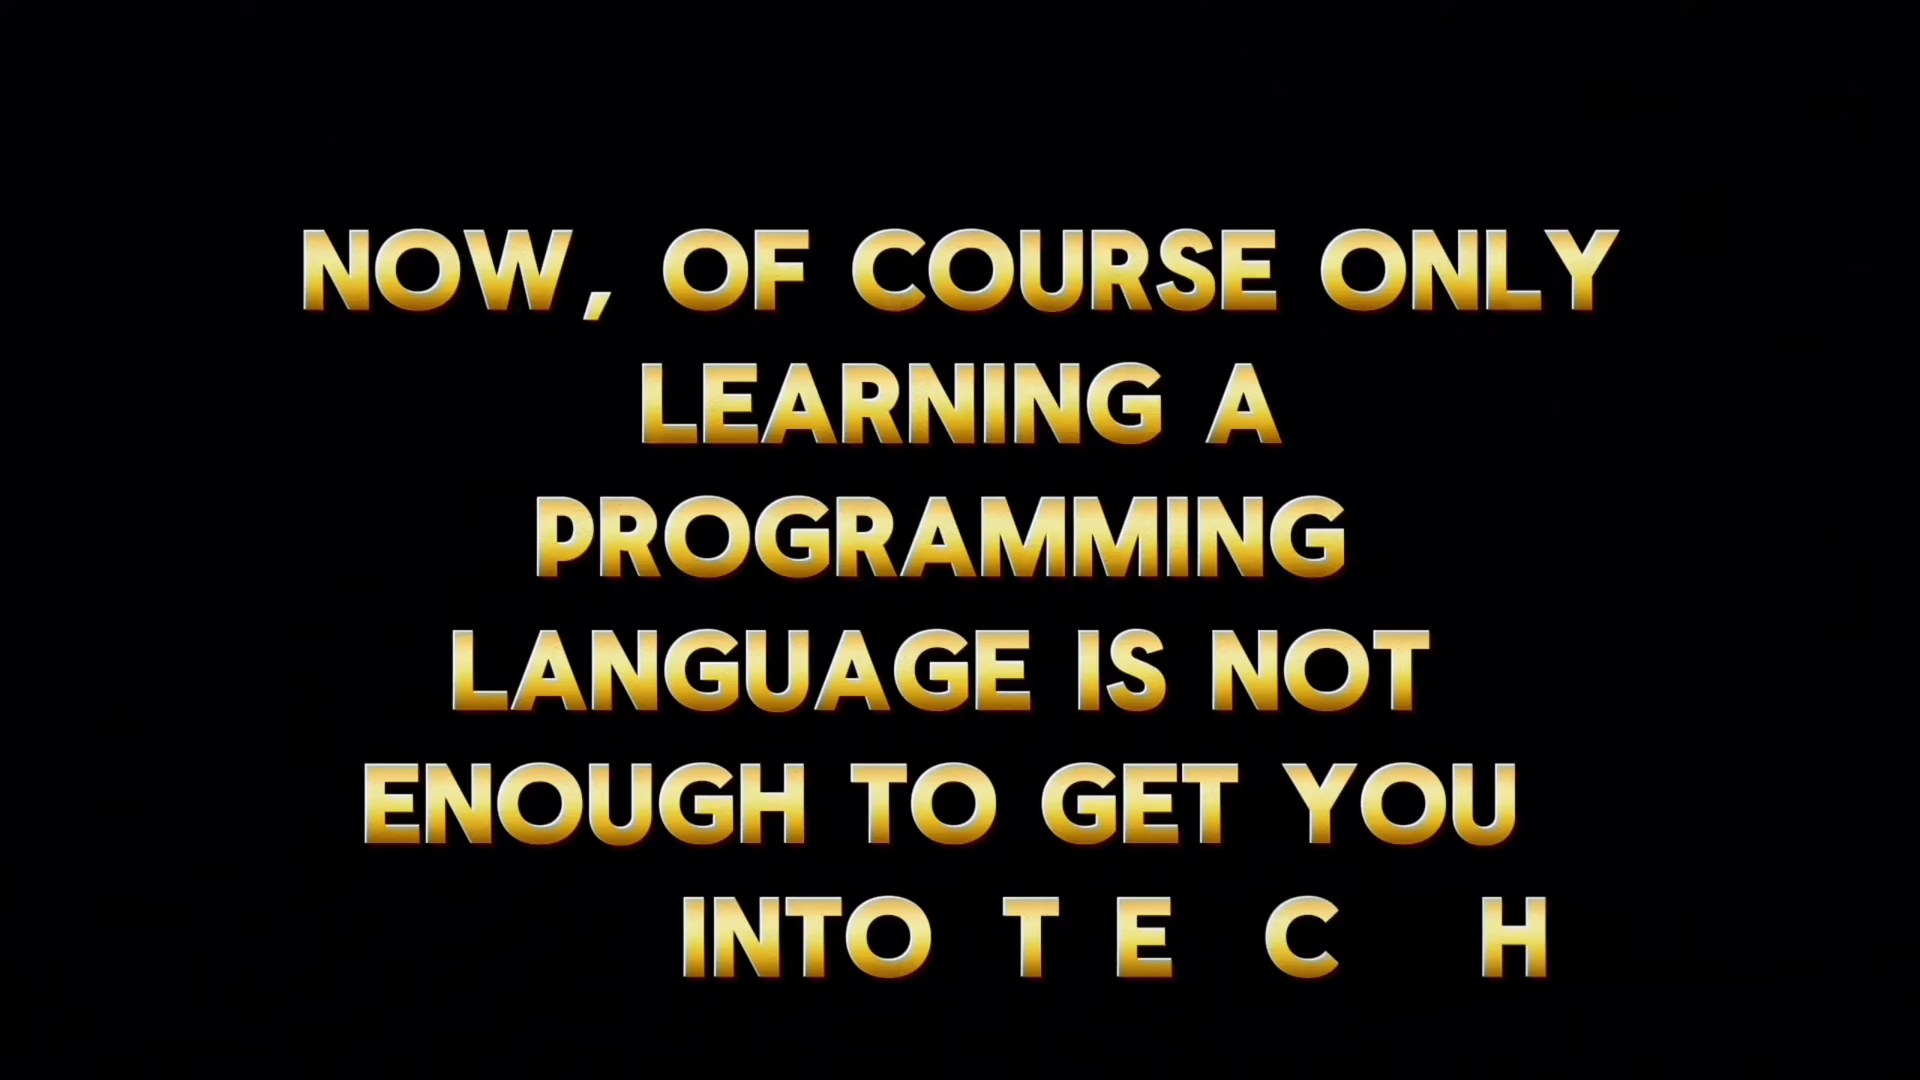 NOW, OF COURSE ONLY
LEARNING A
PROGRAMMING
LANGUAGE IS NOT
ENOUGH TO GET YOU
INTO T E C H